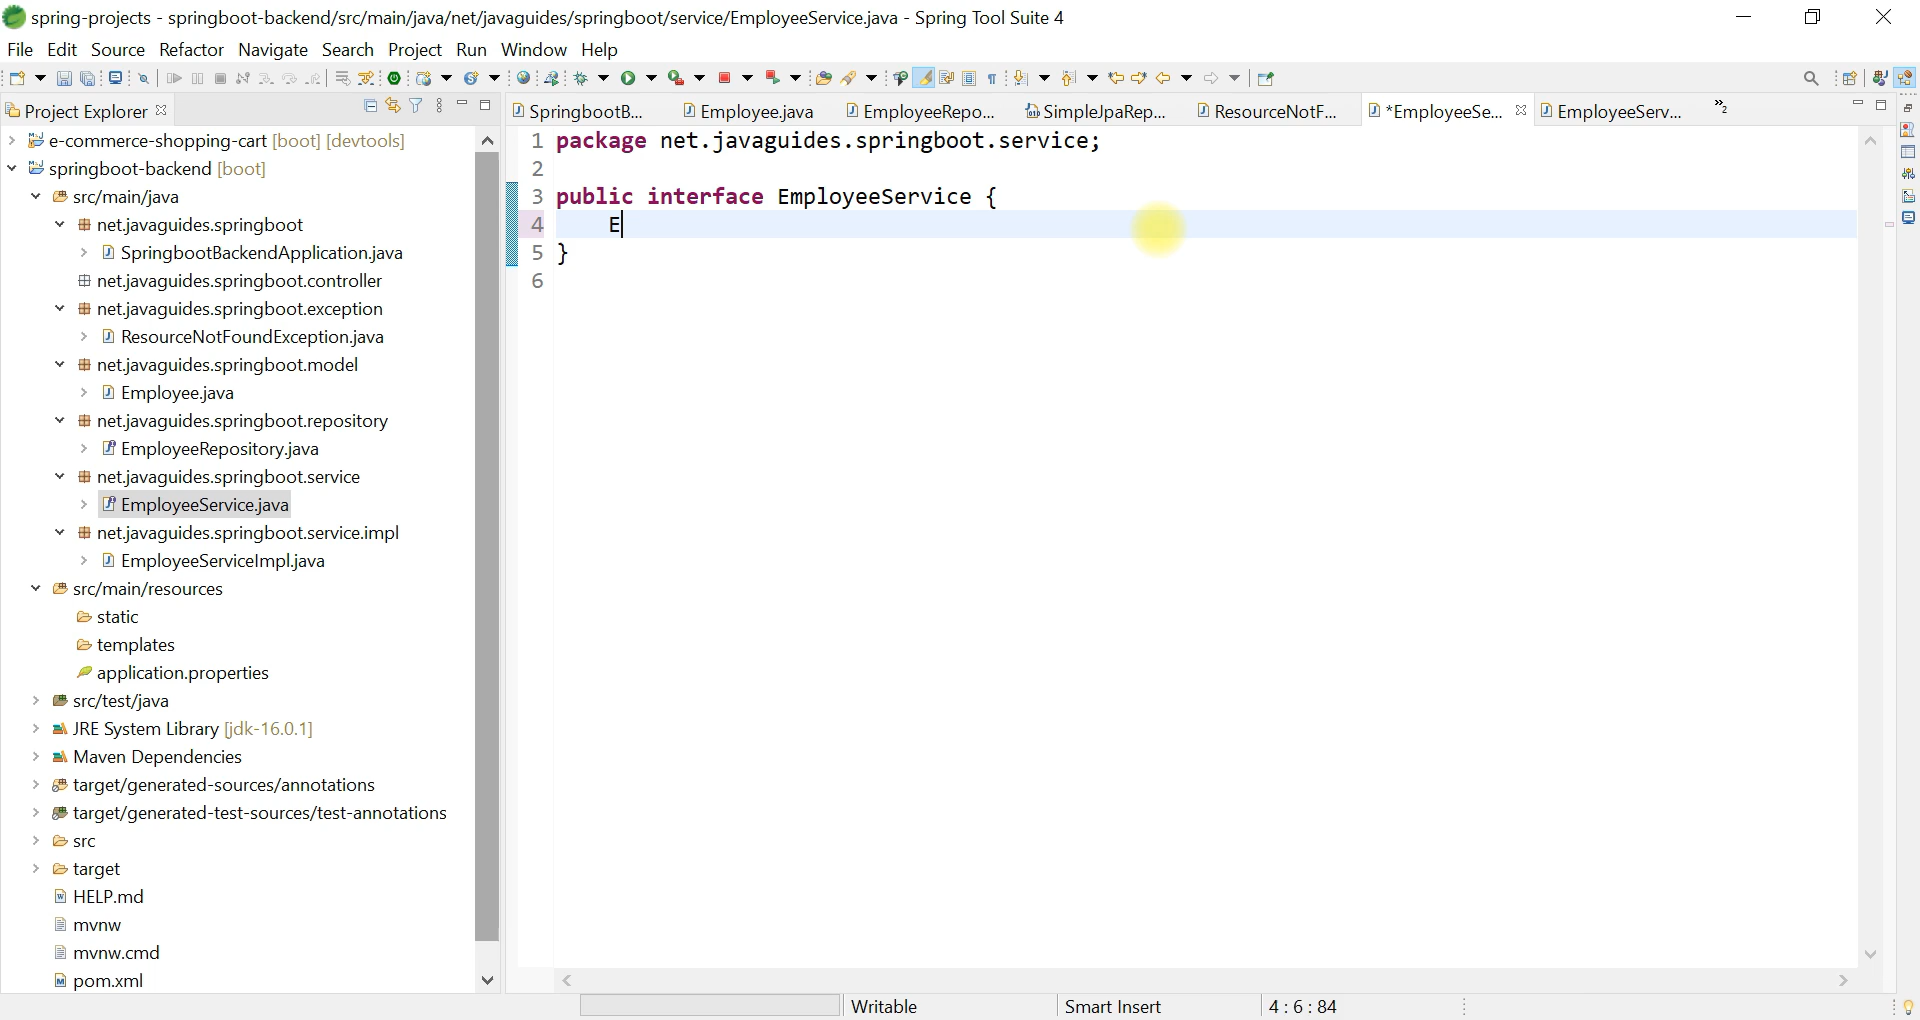 spring-projects - springboot-backend/src/main/java/net/javaguides/springboot/service/EmployeeService.java - Spring Tool Suite 4
File Edit Source Refactor Navigate Search Project Run Window Help
Project Explorer
SpringbootB... Employee.java EmployeeRepo... SimpleJpaRep... ResourceNotF... *EmployeeSe... EmployeeServ... »2
e-commerce-shopping-cart [boot] [devtools]
springboot-backend [boot]
src/main/java
net.javaguides.springboot
SpringbootBackendApplication.java
net.javaguides.springboot.controller
net.javaguides.springboot.exception
ResourceNotFoundException.java
net.javaguides.springboot.model
Employee.java
net.javaguides.springboot.repository
EmployeeRepository.java
net.javaguides.springboot.service
EmployeeService.java
net.javaguides.springboot.service.impl
EmployeeServiceImpl.java
src/main/resources
static
templates
application.properties
src/test/java
JRE System Library [jdk-16.0.1]
Maven Dependencies
target/generated-sources/annotations
target/generated-test-sources/test-annotations
src
target
HELP.md
mvnw
mvnw.cmd
pom.xml
1 package net.javaguides.springboot.service;
2
3 public interface EmployeeService {
4 E
5 }
6
Writable Smart Insert 4 : 6 : 84